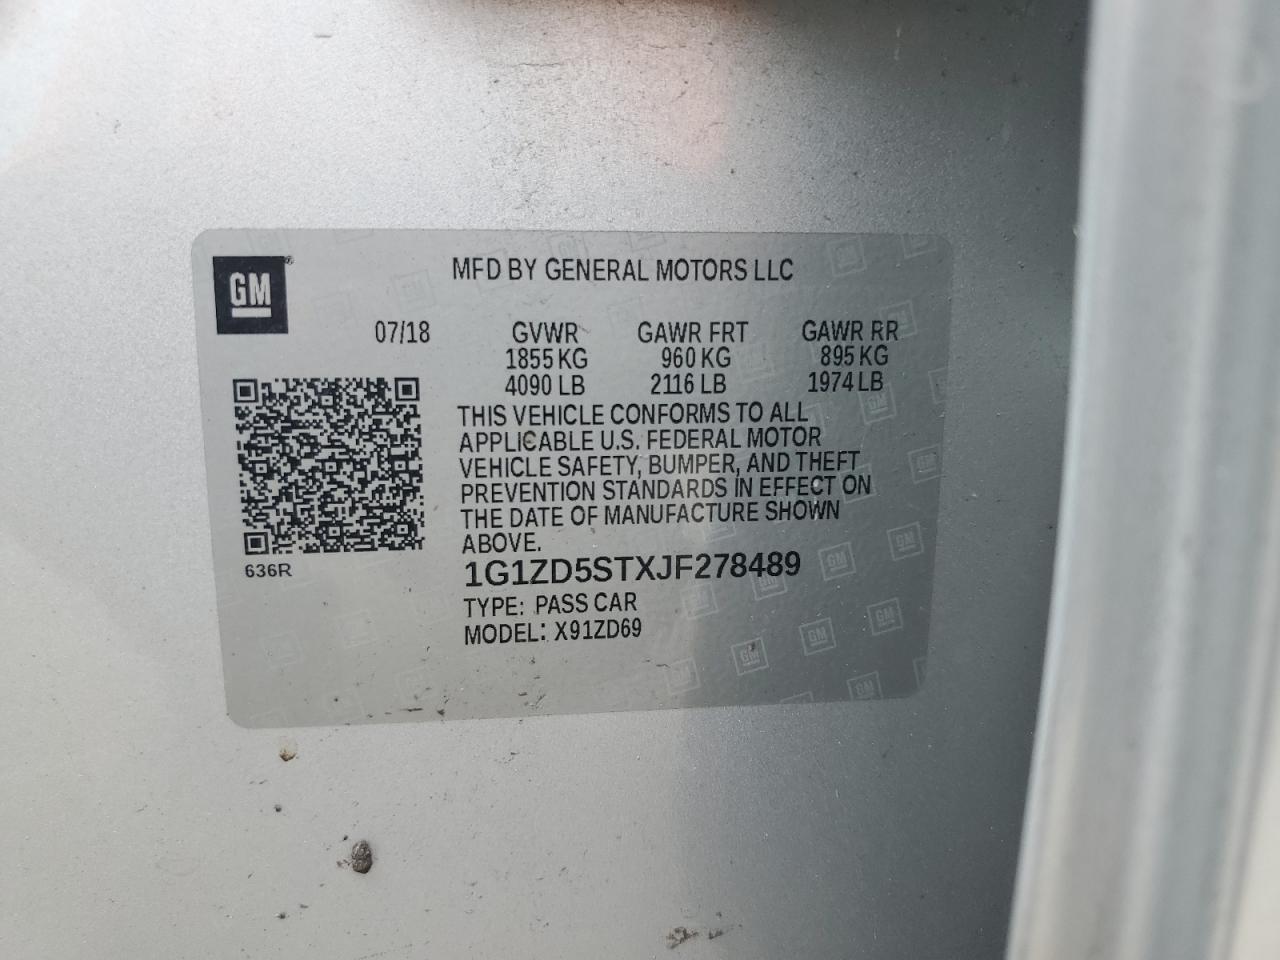 GM
MFD BY GENERAL MOTORS LLC
07/18 GVWR GAWR FRT GAWR RR
1855 KG 960 KG 895 KG
4090 LB 2116 LB 1974 LB
THIS VEHICLE CONFORMS TO ALL
APPLICABLE U.S. FEDERAL MOTOR
VEHICLE SAFETY, BUMPER, AND THEFT
PREVENTION STANDARDS IN EFFECT ON
THE DATE OF MANUFACTURE SHOWN
ABOVE.
636R
1G1ZD5STXJF278489
TYPE: PASS CAR
MODEL: X91ZD69